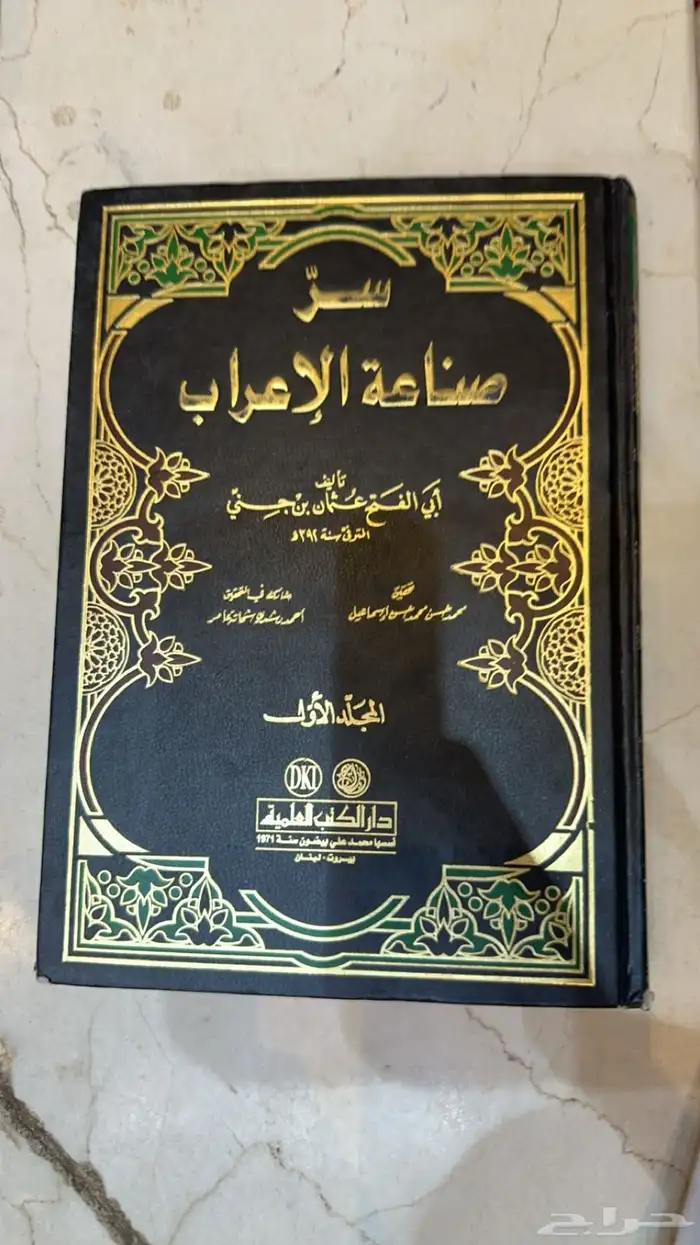 سرّ
صناعة الإعراب
تأليف
أبي الفتح عثمان بن جني
المتوفى سنة ٣٩٢هـ
تحقيق
محمد حسن محمد حسن إسماعيل
شارك في التحقيق
أحمد رشدي شحاته عامر
المجلد الأول
DKI
دار الكتب العلمية
أسسها محمد علي بيضون سنة 1971
بيروت - لبنان
حراج